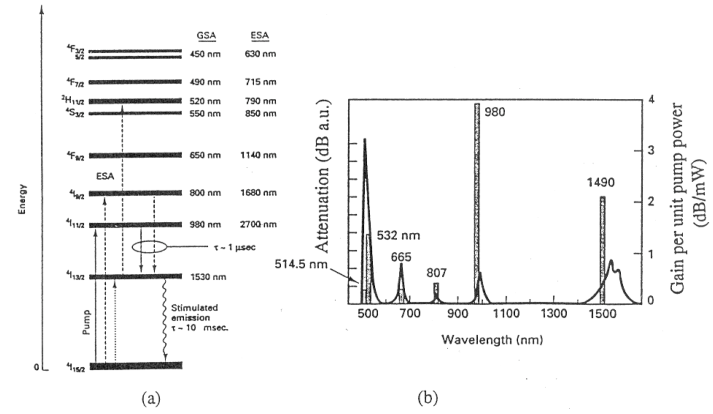 GSA ESA
⁴F₃/₂
₅/₂ 450 nm 630 nm
⁴F₇/₂ 490 nm 715 nm
²H₁₁/₂ 520 nm 790 nm
⁴S₃/₂ 550 nm 850 nm
⁴F₉/₂ 650 nm 1140 nm
ESA
⁴I₉/₂ 800 nm 1680 nm
⁴I₁₁/₂ 980 nm 2700 nm
τ ~ 1 μsec
⁴I₁₃/₂ 1530 nm
Stimulated
emission
τ ~ 10 msec.
Pump
0 ⁴I₁₅/₂
Energy
(a)
Attenuation (dB a.u.)
4
980
3
1490
2
532 nm
665
1
514.5 nm
807
0
500 700 900 1100 1300 1500
Wavelength (nm)
Gain per unit pump power
(dB/mW)
(b)